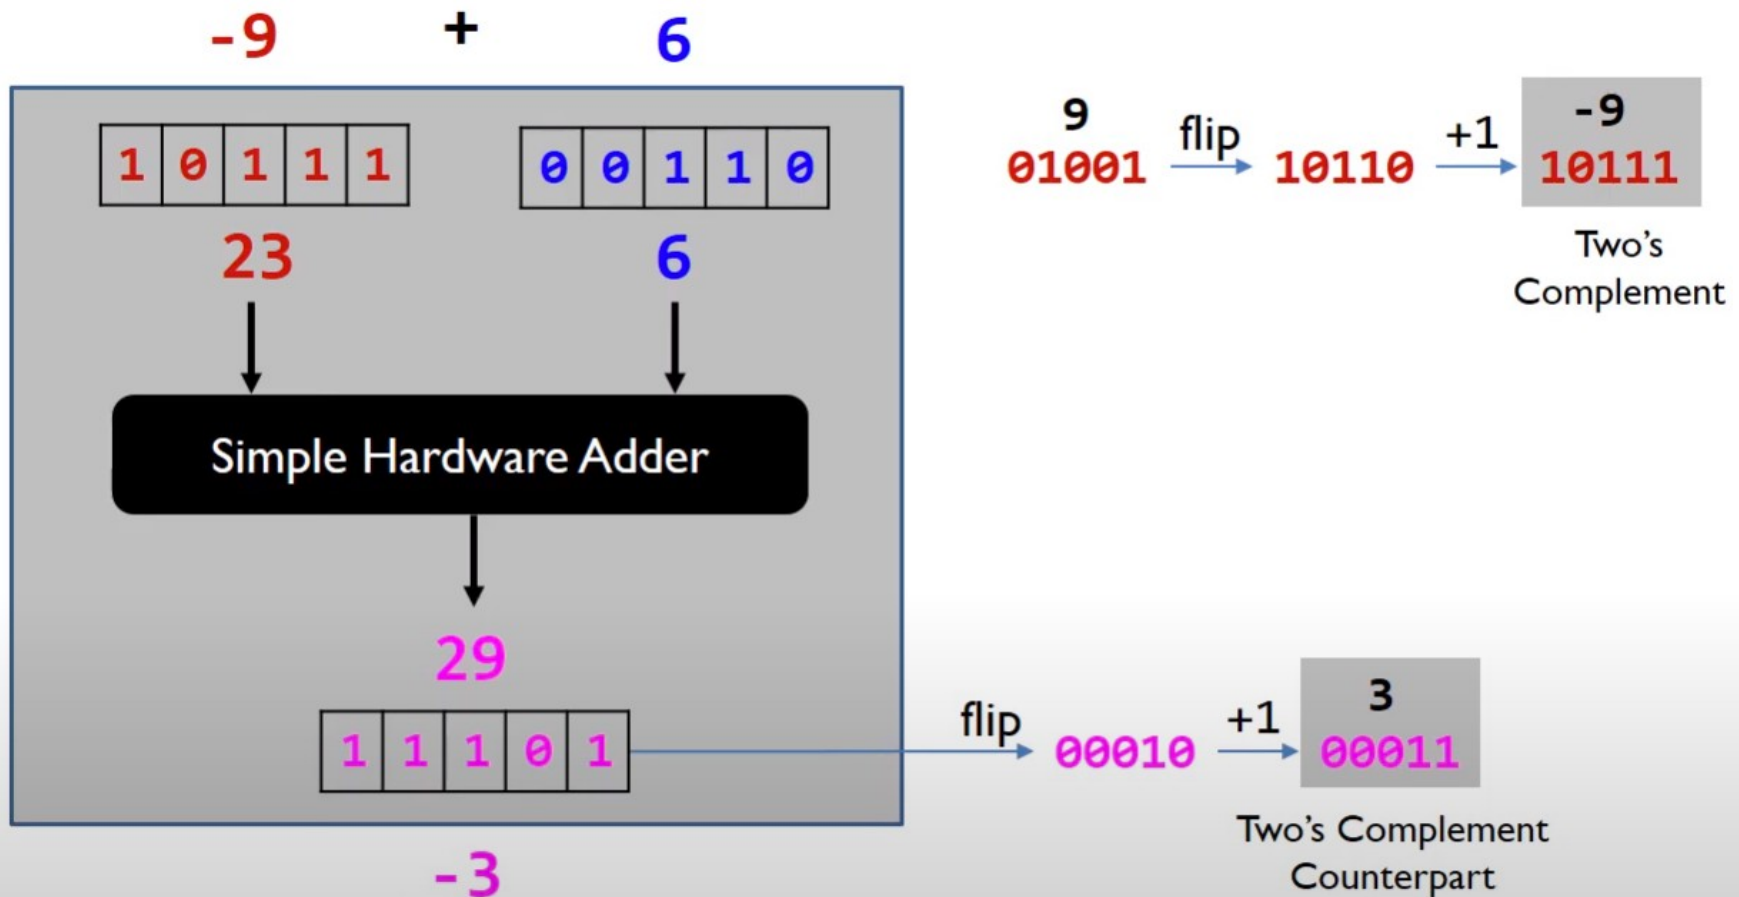 -9 + 6
1 0 1 1 1
0 0 1 1 0
23
6
Simple Hardware Adder
29
1 1 1 0 1
-3
9
01001
flip
10110
+1
-9
10111
Two's
Complement
flip
00010
+1
3
00011
Two's Complement
Counterpart